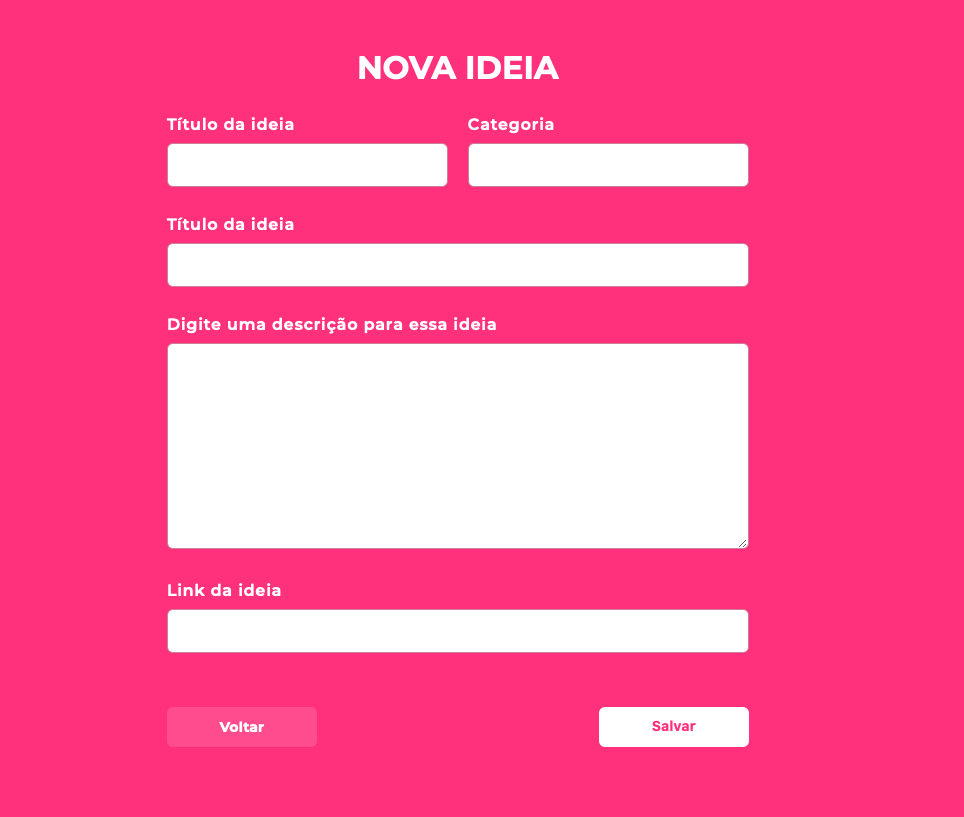 NOVA IDEIA
Título da ideia
Categoria
Título da ideia
Digite uma descrição para essa ideia
Link da ideia
Voltar
Salvar